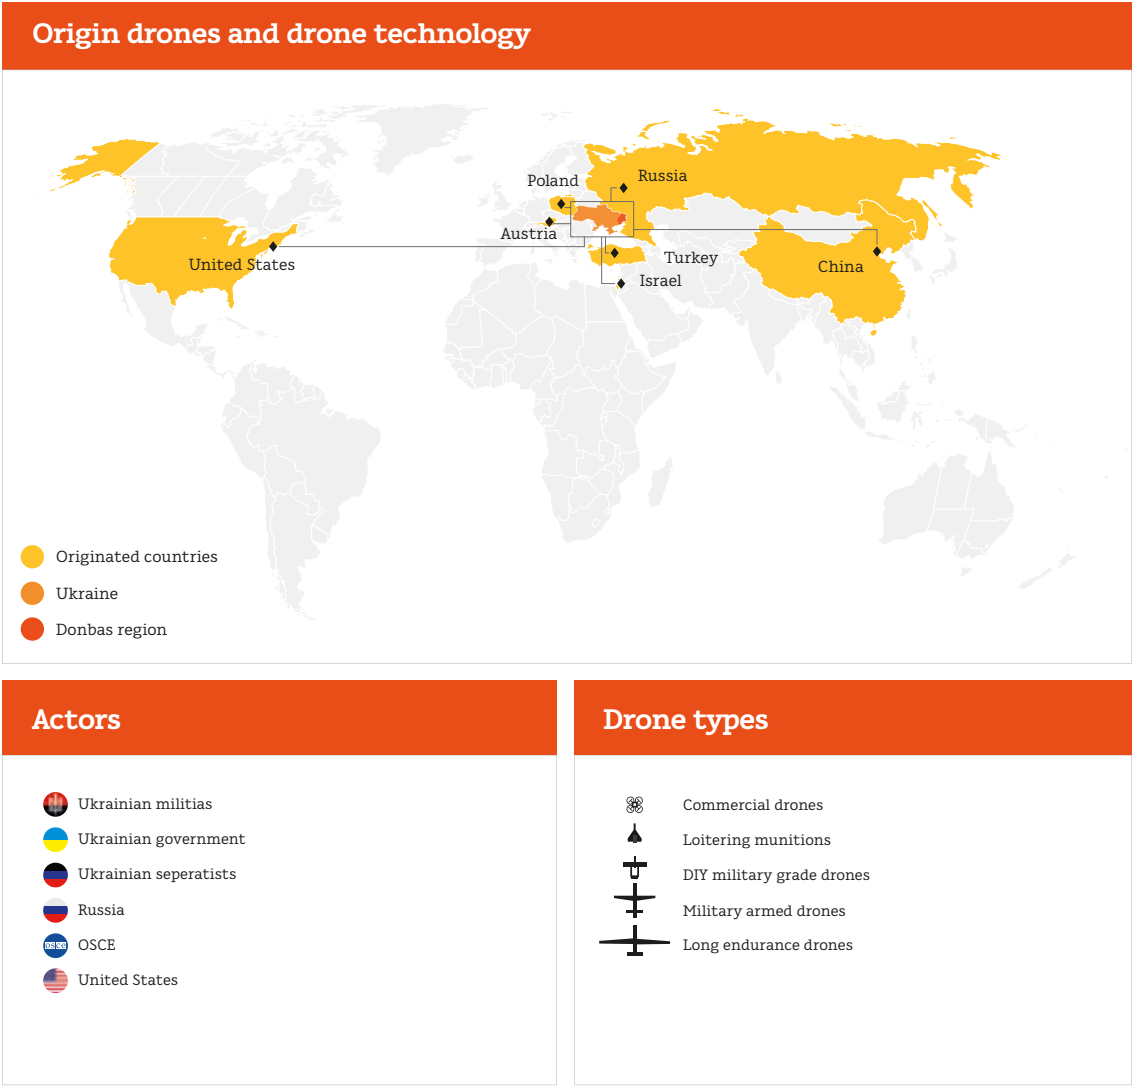 Origin drones and drone technology
Poland
Russia
Austria
United States
Turkey
China
Israel
Originated countries
Ukraine
Donbas region
Actors
Ukrainian militias
Ukrainian government
Ukrainian seperatists
Russia
OSCE
United States
Drone types
Commercial drones
Loitering munitions
DIY military grade drones
Military armed drones
Long endurance drones